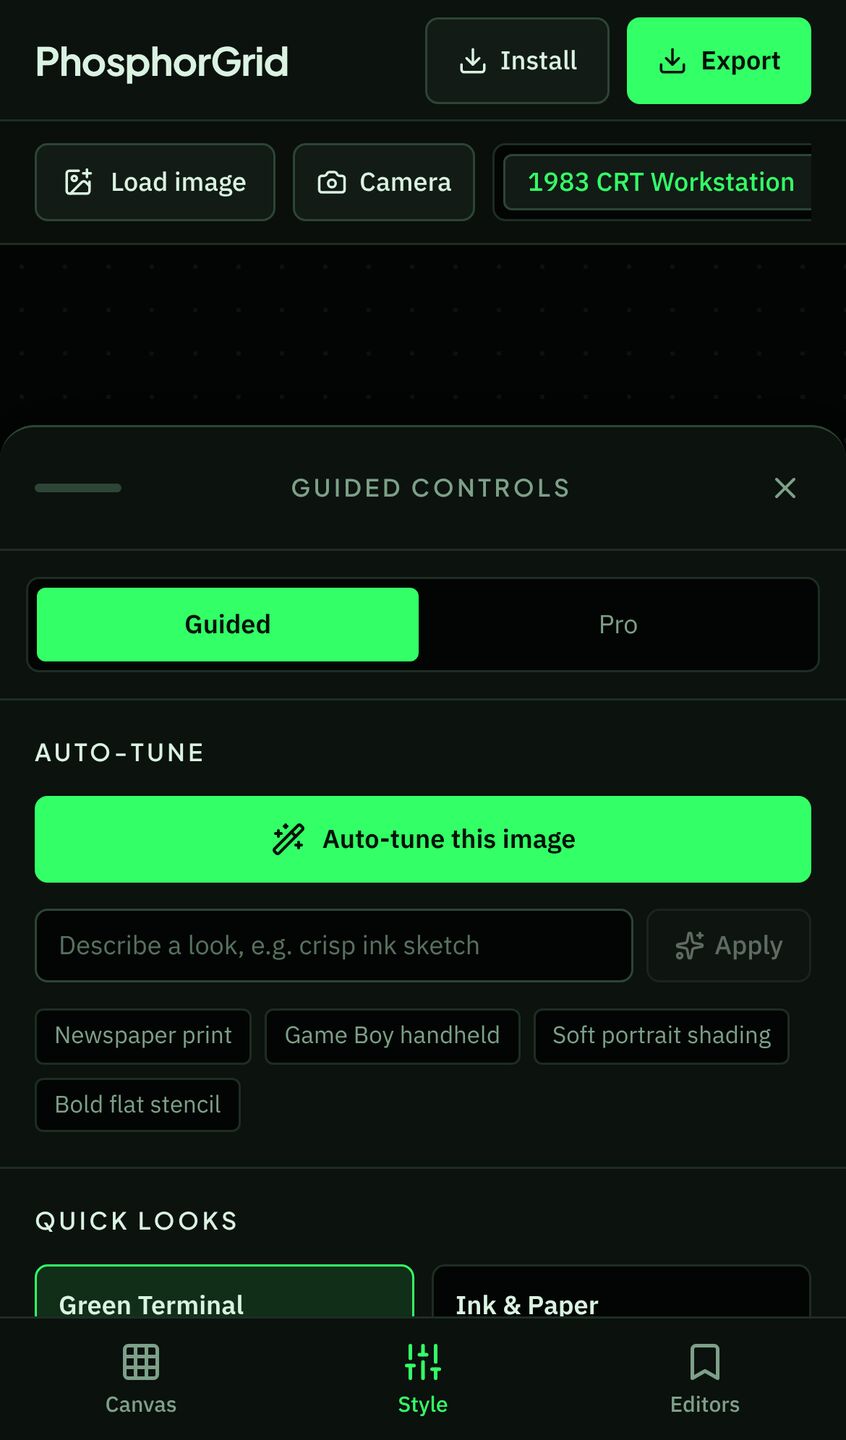 PhosphorGrid
Install
Export
Load image
Camera
1983 CRT Workstation
GUIDED CONTROLS
Guided
Pro
AUTO-TUNE
Auto-tune this image
Describe a look, e.g. crisp ink sketch
Apply
Newspaper print
Game Boy handheld
Soft portrait shading
Bold flat stencil
QUICK LOOKS
Green Terminal
Ink & Paper
Canvas
Style
Editors